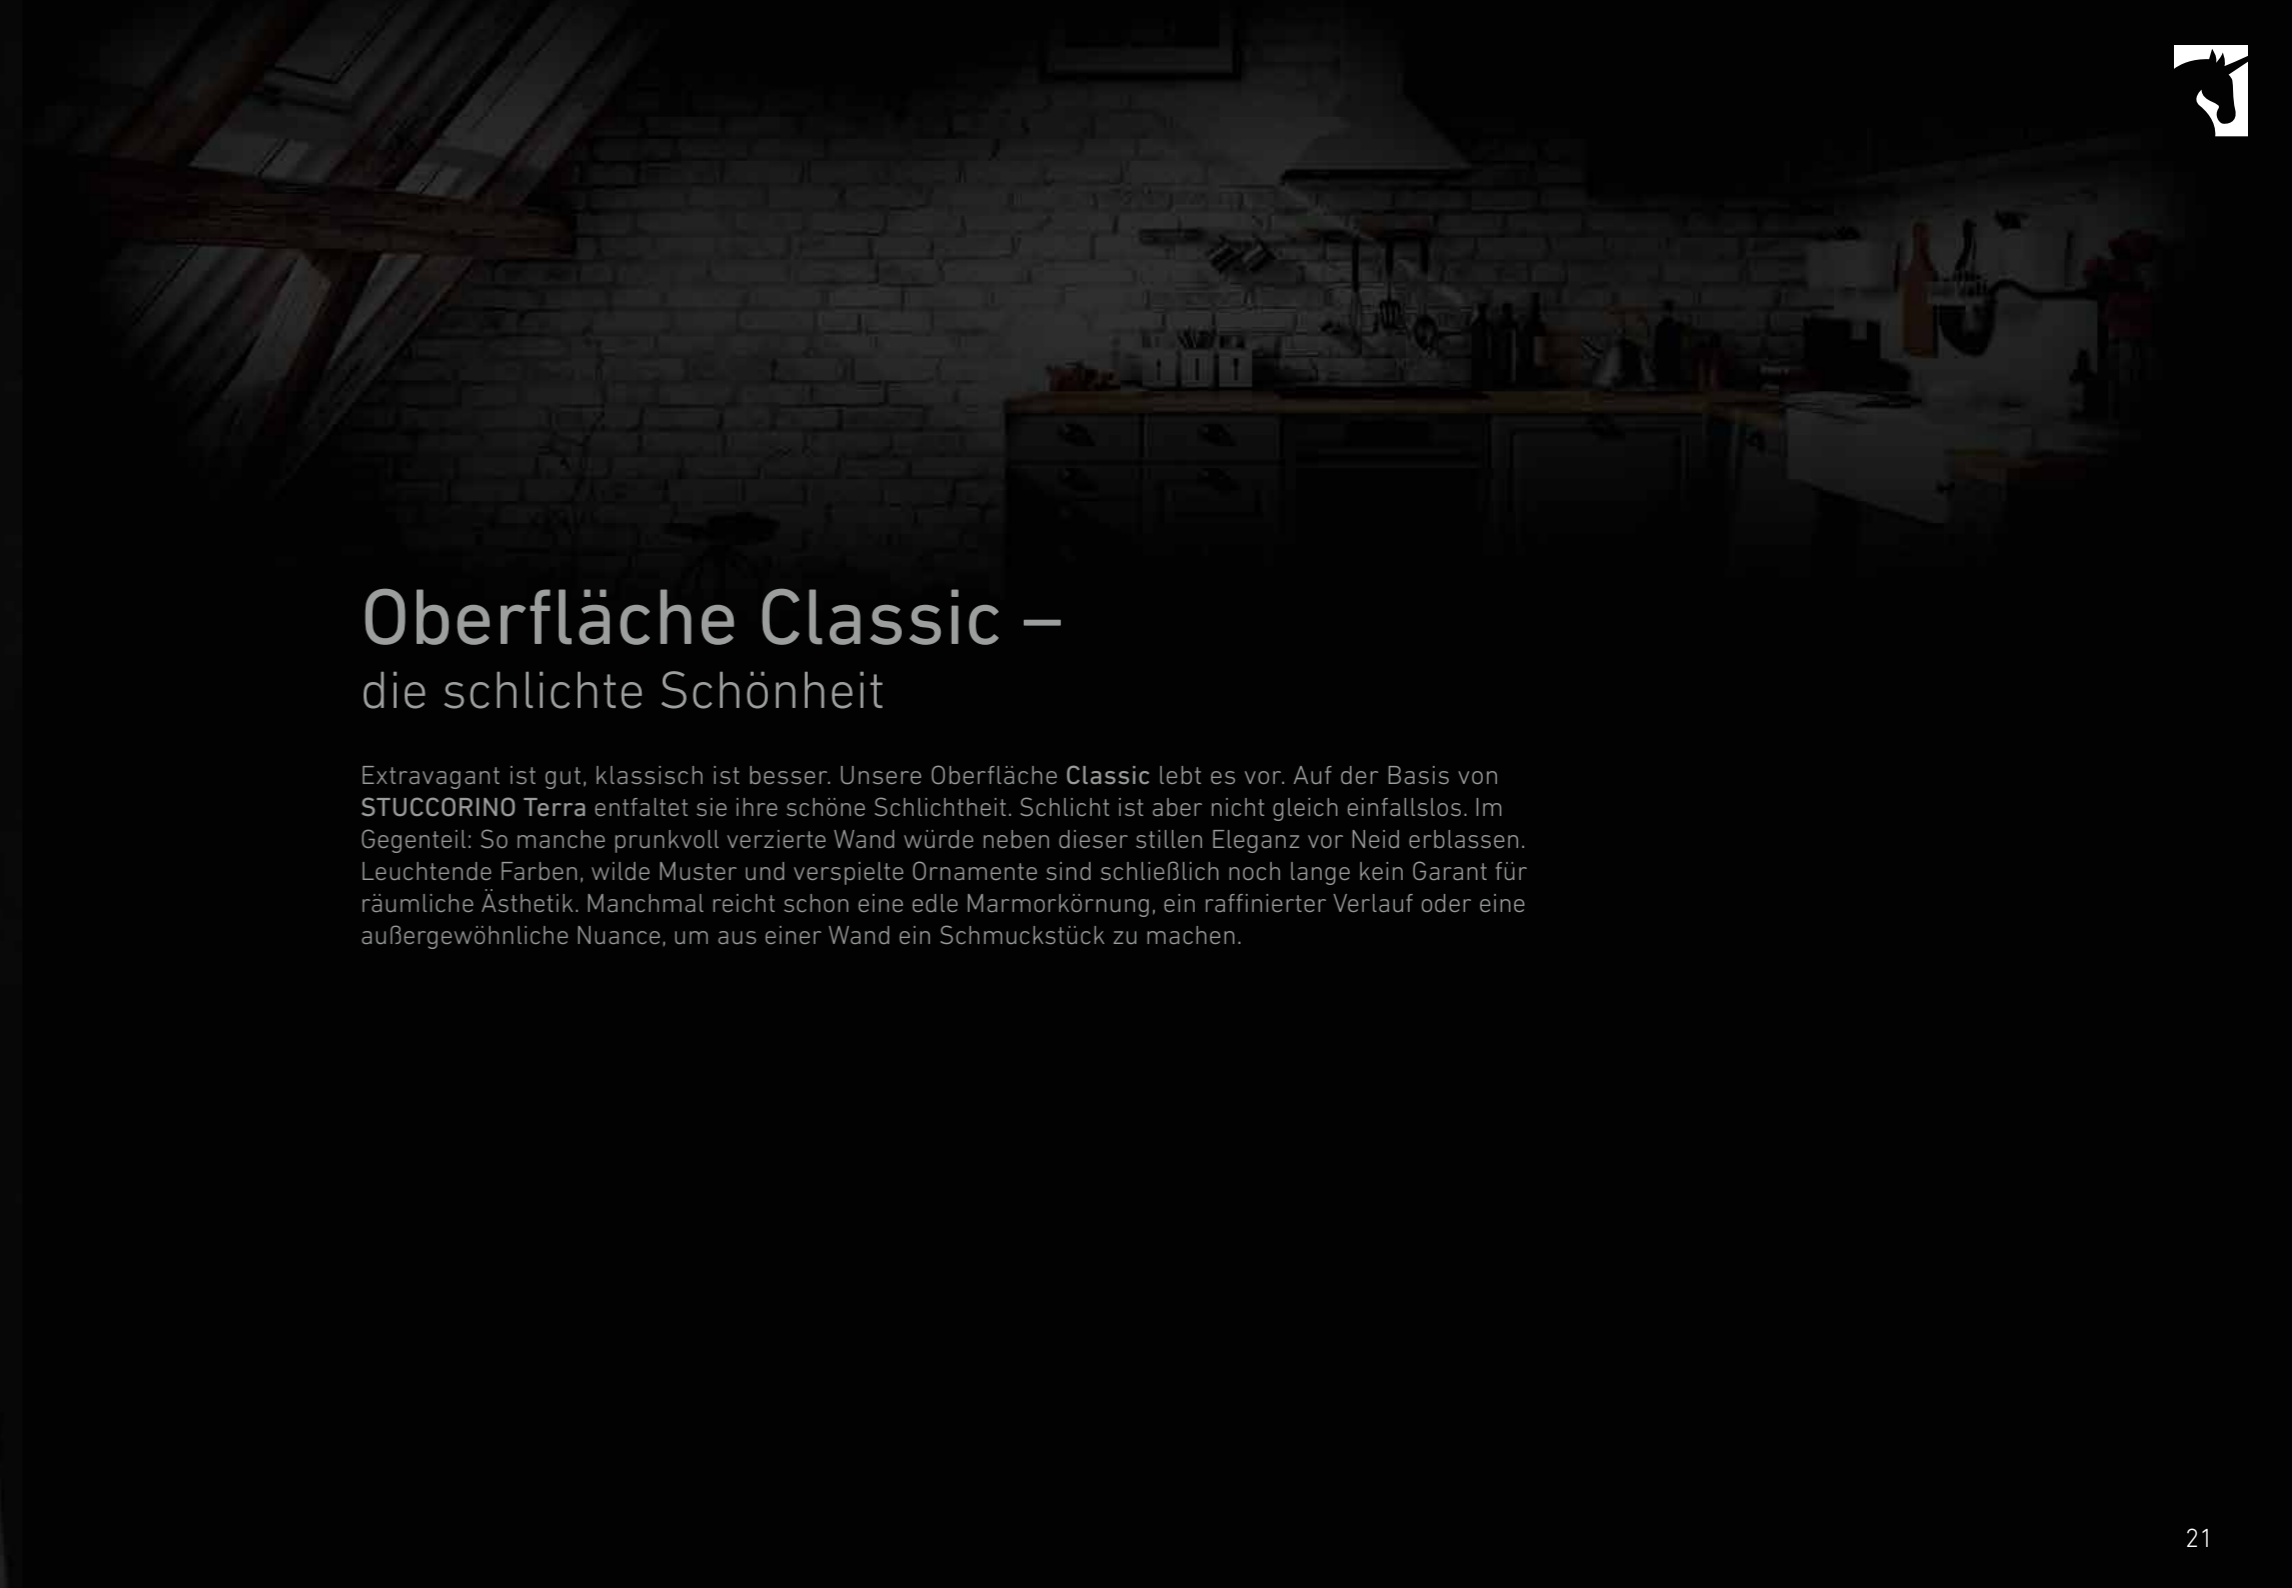 Oberfläche Classic –
die schlichte Schönheit
Extravagant ist gut, klassisch ist besser. Unsere Oberfläche Classic lebt es vor. Auf der Basis von
STUCCORINO Terra entfaltet sie ihre schöne Schlichtheit. Schlicht ist aber nicht gleich einfallslos. Im
Gegenteil: So manche prunkvoll verzierte Wand würde neben dieser stillen Eleganz vor Neid erblassen.
Leuchtende Farben, wilde Muster und verspielte Ornamente sind schließlich noch lange kein Garant für
räumliche Ästhetik. Manchmal reicht schon eine edle Marmorkörnung, ein raffinierter Verlauf oder eine
außergewöhnliche Nuance, um aus einer Wand ein Schmuckstück zu machen.
21